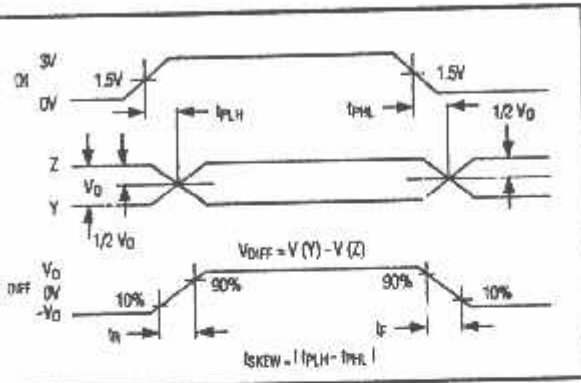 3V
DI
1.5V
1.5V
0V
tPLH
tPHL
1/2 VO
Z
VO
Y
1/2 VO
VDIFF = V (Y) - V (Z)
VO
DIFF 0V
90%
90%
10%
10%
-VO
tR
tF
tSKEW = | tPLH - tPHL |